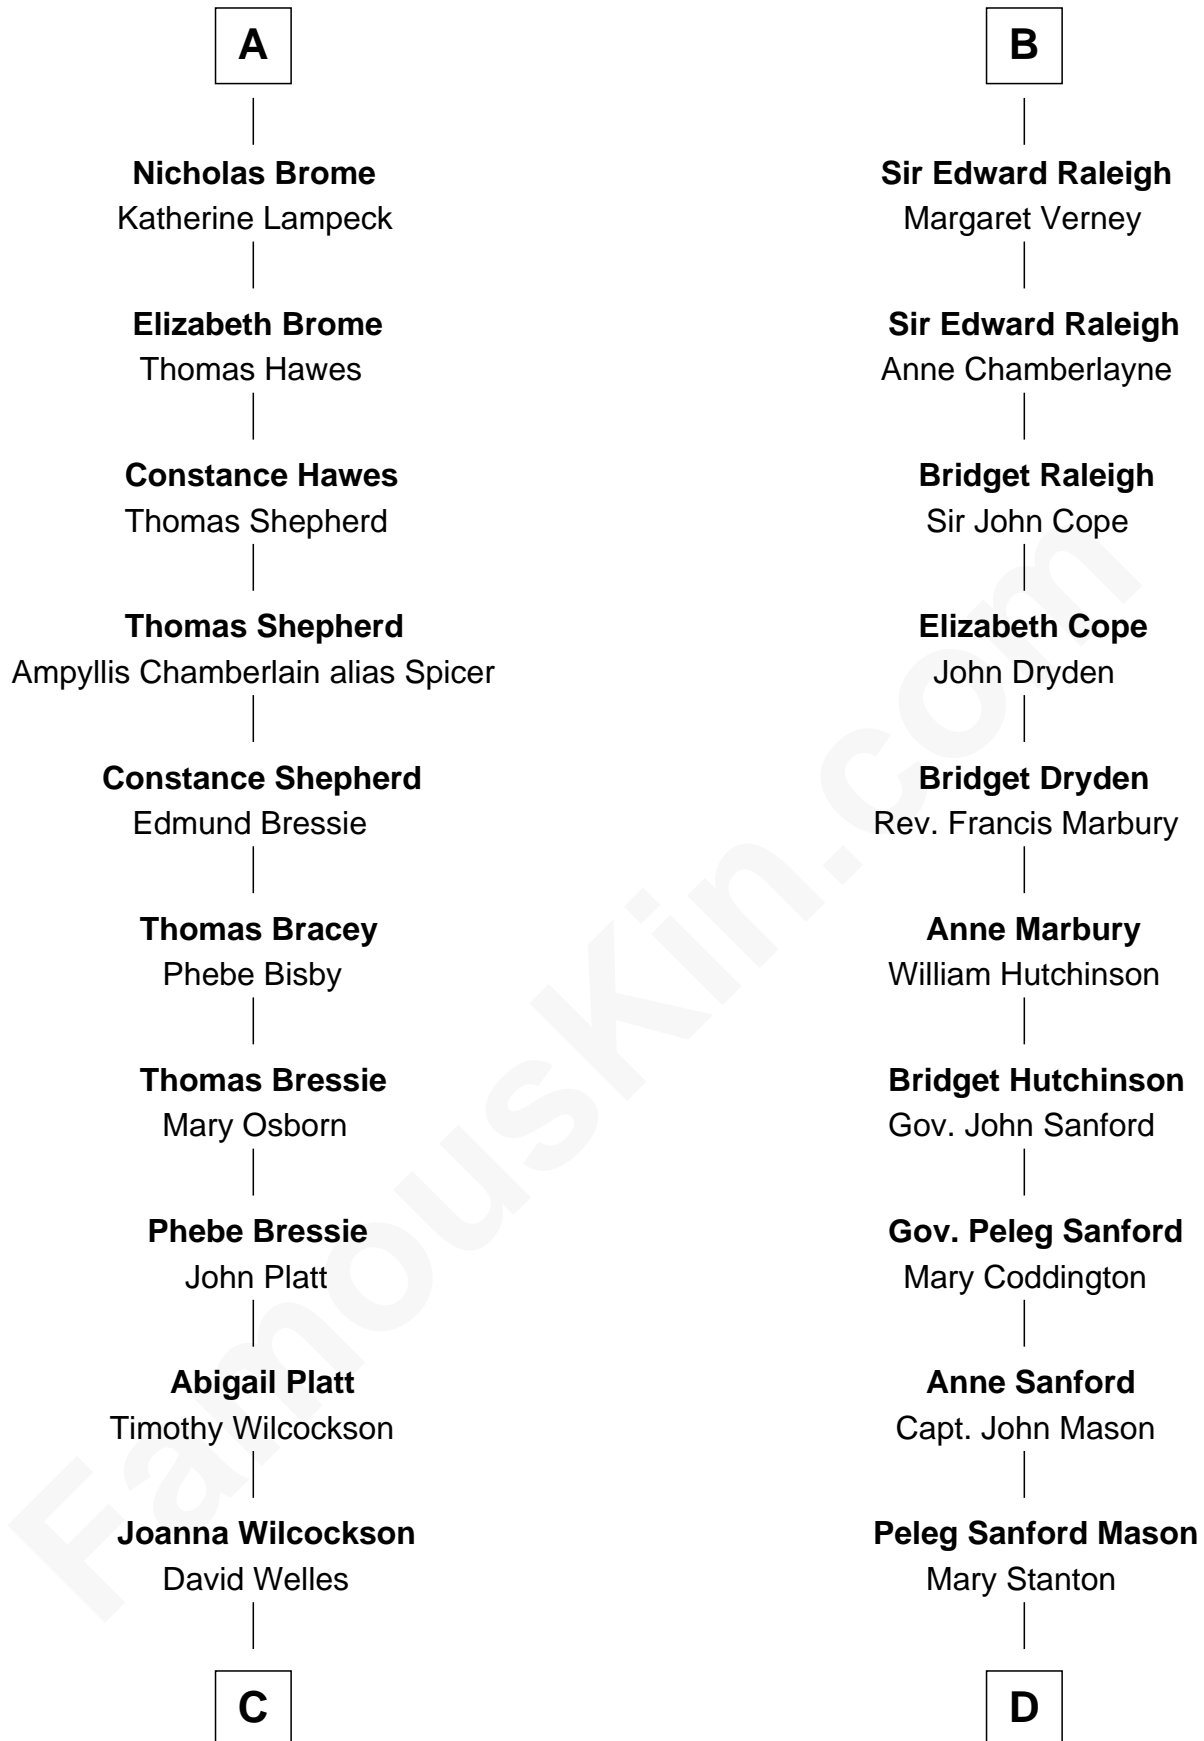 A
Nicholas Brome
Katherine Lampeck
Elizabeth Brome
Thomas Hawes
Constance Hawes
Thomas Shepherd
Thomas Shepherd
Ampyllis Chamberlain alias Spicer
Constance Shepherd
Edmund Bressie
Thomas Bracey
Phebe Bisby
Thomas Bressie
Mary Osborn
Phebe Bressie
John Platt
Abigail Platt
Timothy Wilcockson
Joanna Wilcockson
David Welles
C
B
Sir Edward Raleigh
Margaret Verney
Sir Edward Raleigh
Anne Chamberlayne
Bridget Raleigh
Sir John Cope
Elizabeth Cope
John Dryden
Bridget Dryden
Rev. Francis Marbury
Anne Marbury
William Hutchinson
Bridget Hutchinson
Gov. John Sanford
Gov. Peleg Sanford
Mary Coddington
Anne Sanford
Capt. John Mason
Peleg Sanford Mason
Mary Stanton
D
FamousKin.com